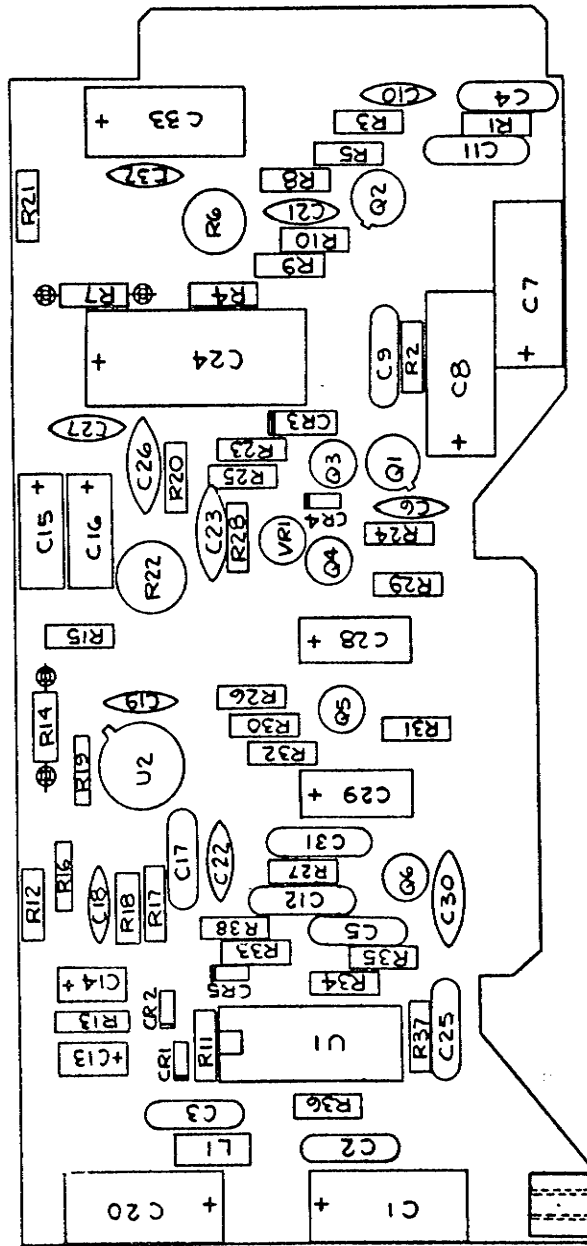 C10
C4
+ C33
R3
R1
C11
R5
C37
R8
Q2
R21
C21
R6
R10
R9
R7
R4
C7
+
C9
R2
C8
+
+ C24
CR3
C27
R23
C26
Q3
Q1
R20
R25
+
C15
+
C16
CR4
C6
C23
R28
VR1
R24
Q4
R22
R29
R15
+ C28
R26
C19
Q5
R14
R30
R31
U2
R32
R19
+ C29
C31
C17
C22
R16
R27
Q6
R12
C18
R18
R17
C12
C30
R38
C5
R33
R35
CR5
R34
+ C14
CR2
R13
R11
U1
R37
C25
+ C13
CR1
C3
R36
L1
C2
C20 +
+ C1